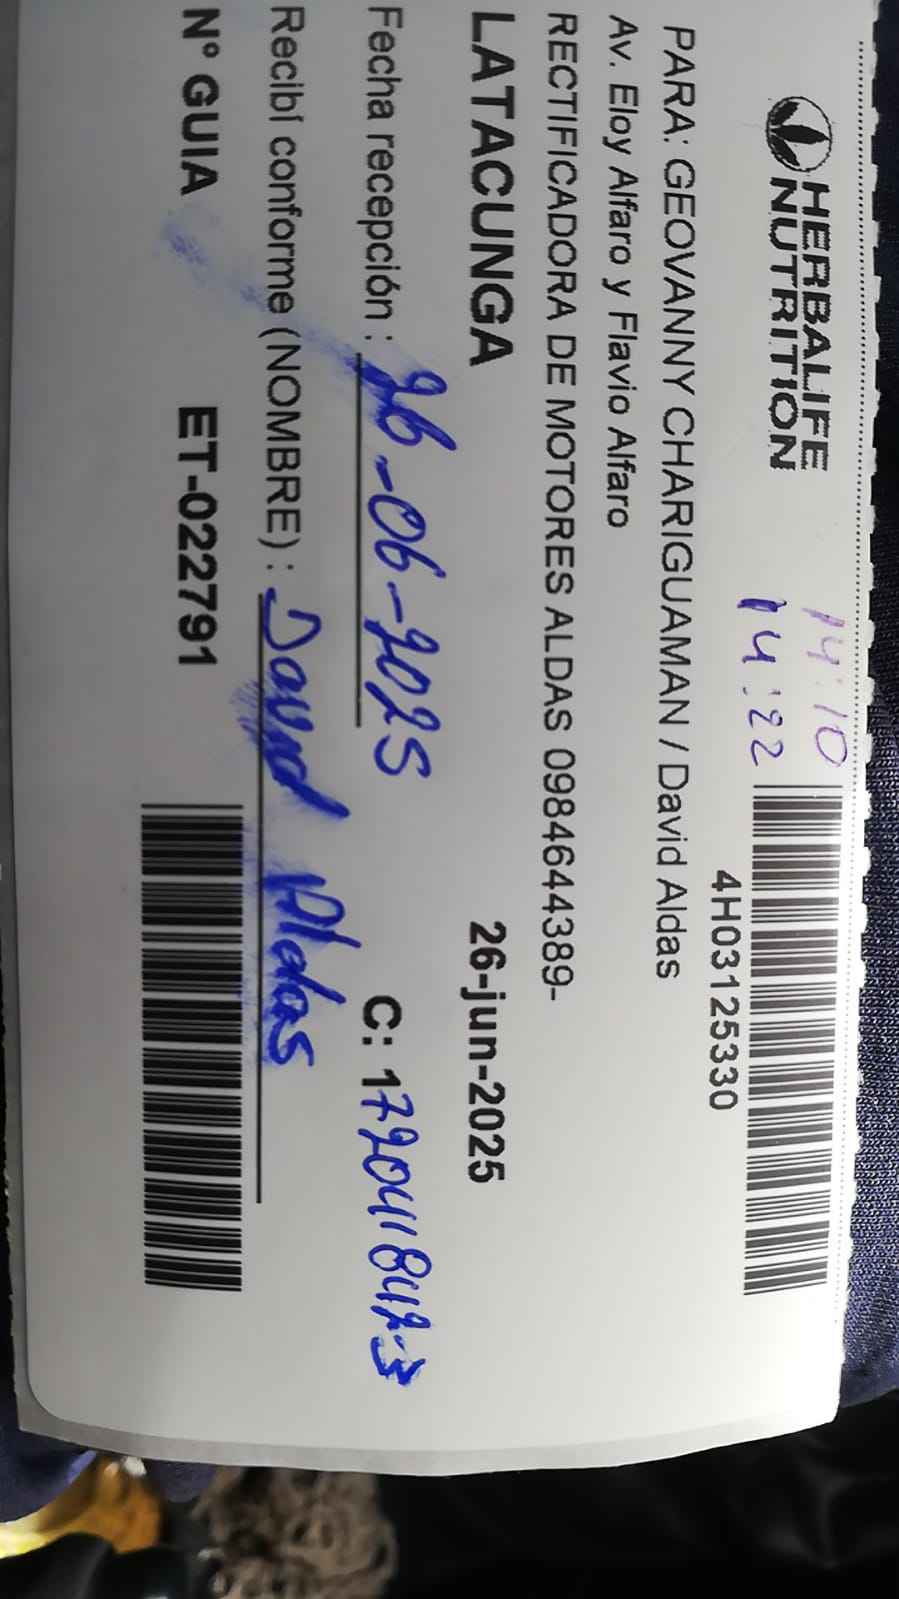 HERBALIFE
NUTRITION
14:10
14:22
4H03125330
PARA: GEOVANNY CHARIGUAMAN / David Aldas
Av. Eloy Alfaro y Flavio Alfaro
RECTIFICADORA DE MOTORES ALDAS 0984644389-
LATACUNGA 26-jun-2025
Fecha recepción : 26-06-2025 C: 172041842-3
Recibí conforme (NOMBRE) : David Aldas
N° GUIA ET-022791